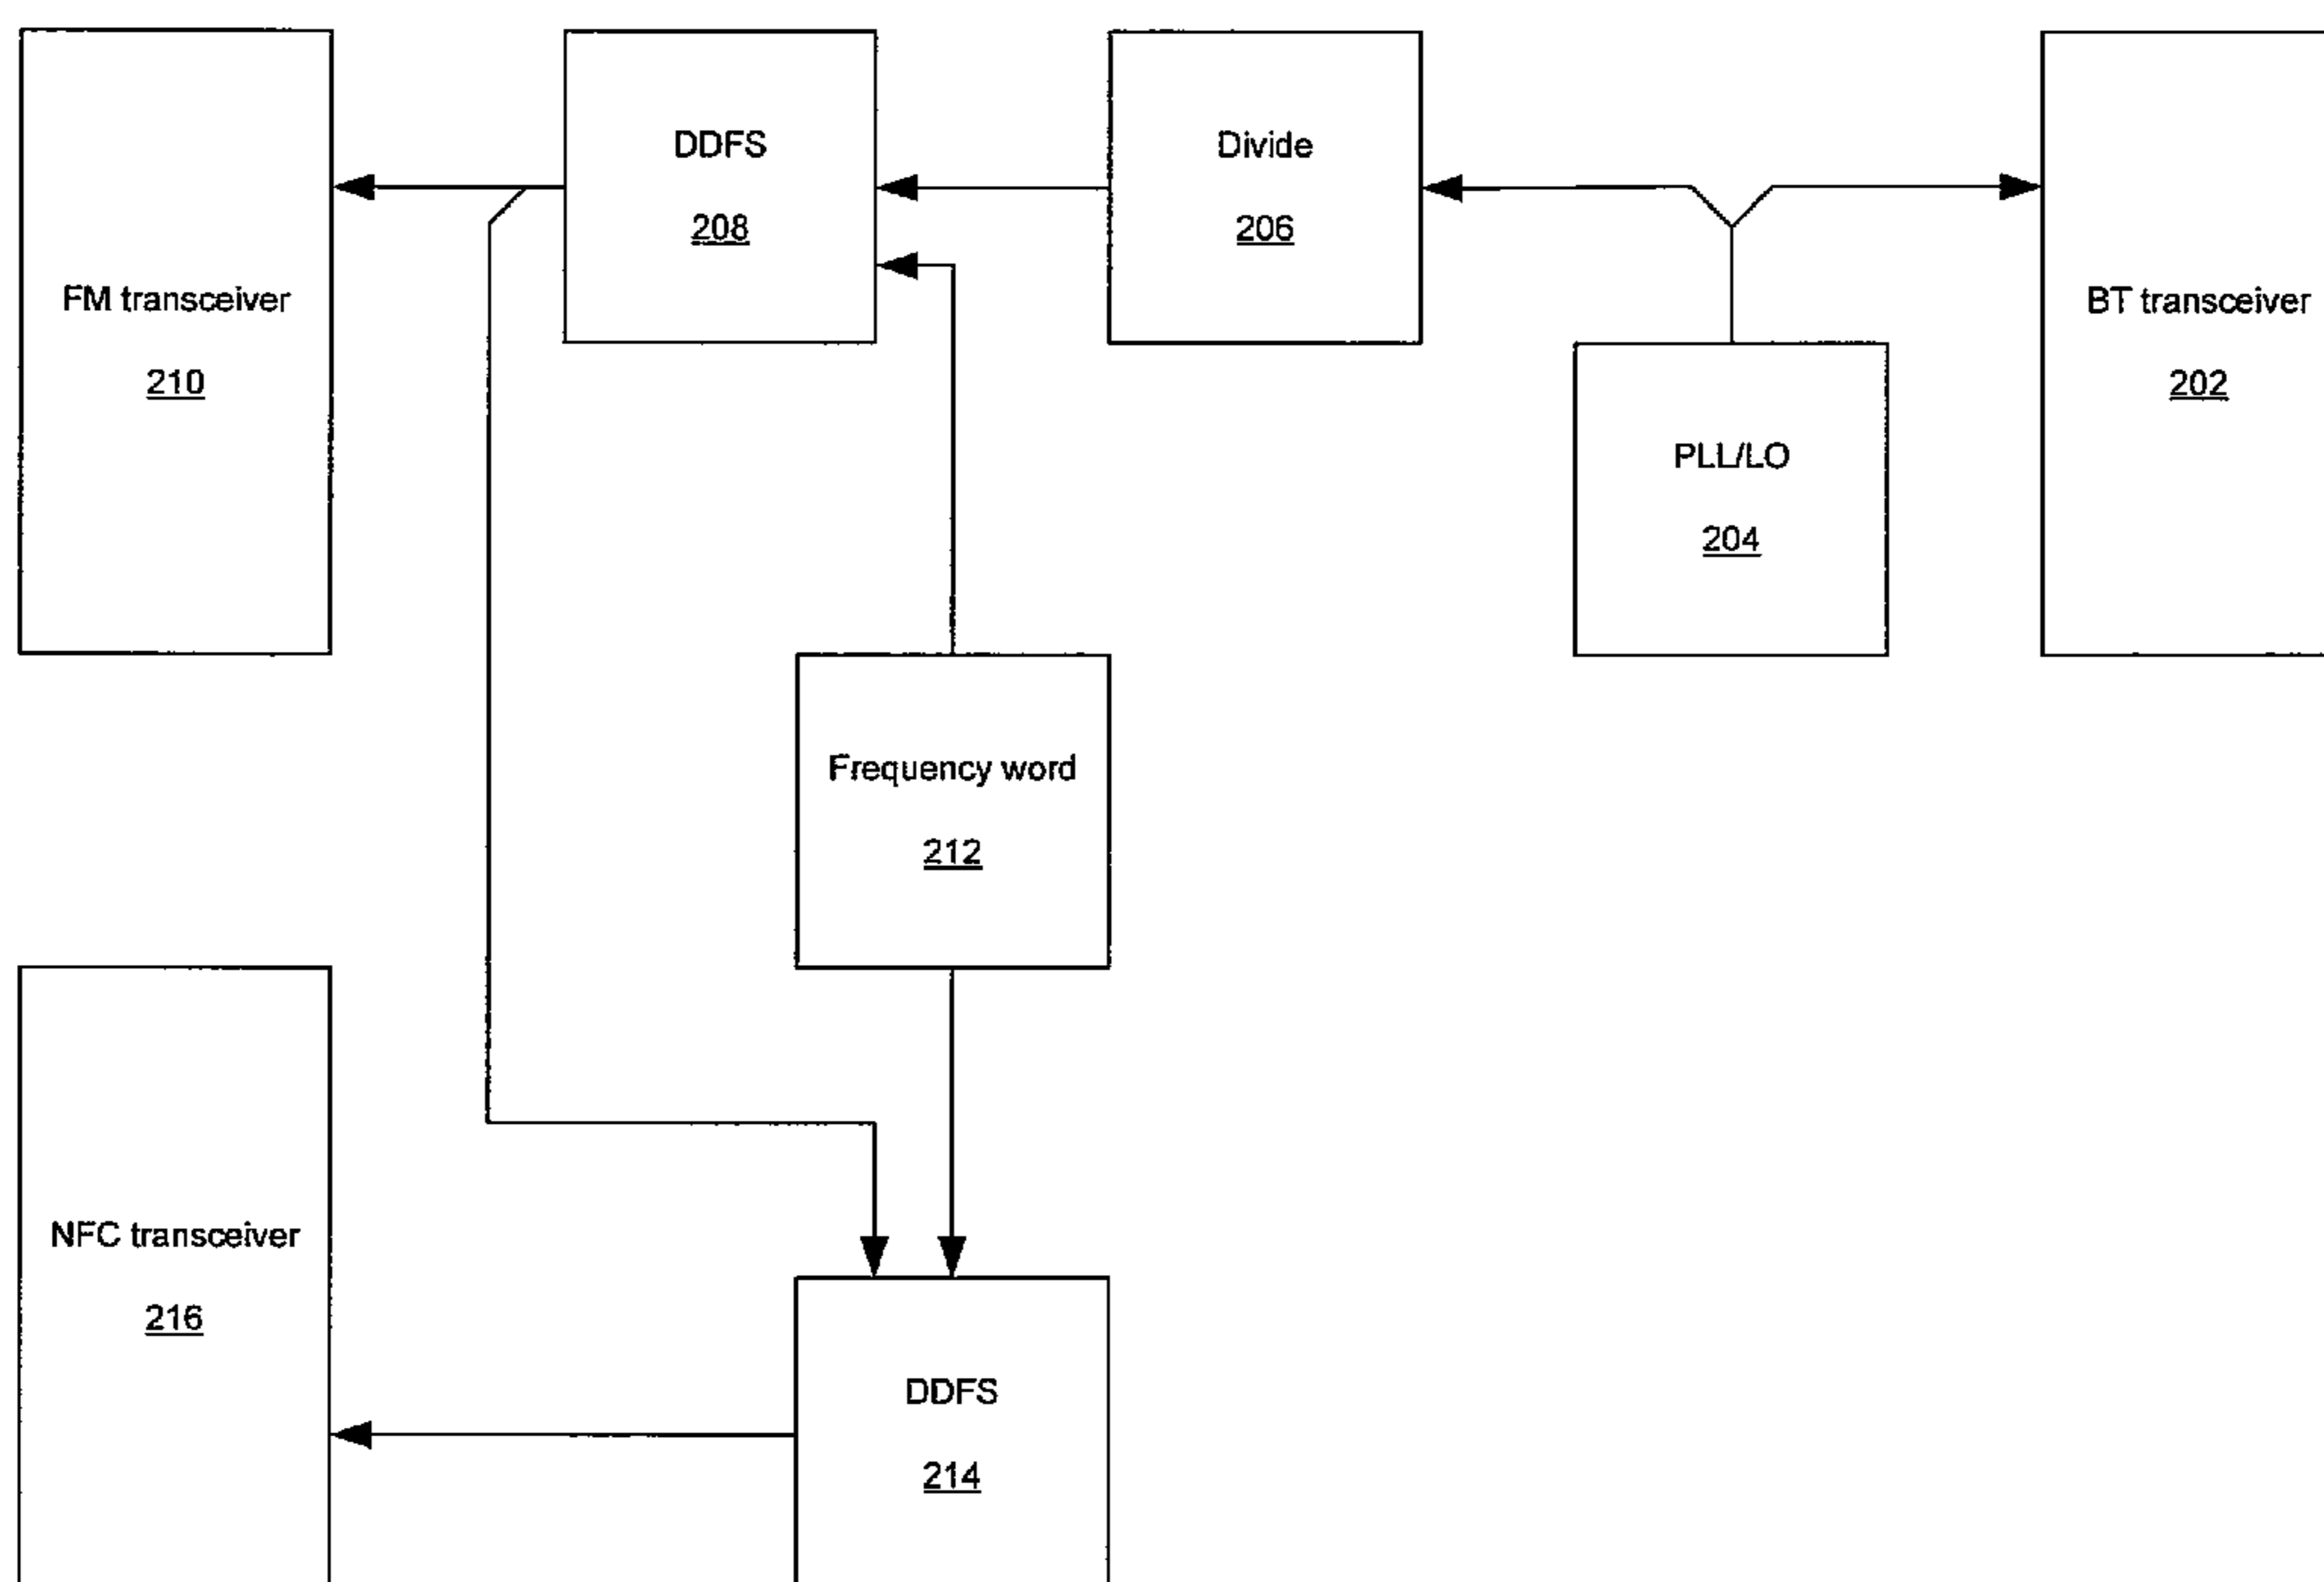 FM transceiver
210
DDFS
208
Divide
206
PLL/LO
204
BT transceiver
202
Frequency word
212
NFC transceiver
216
DDFS
214